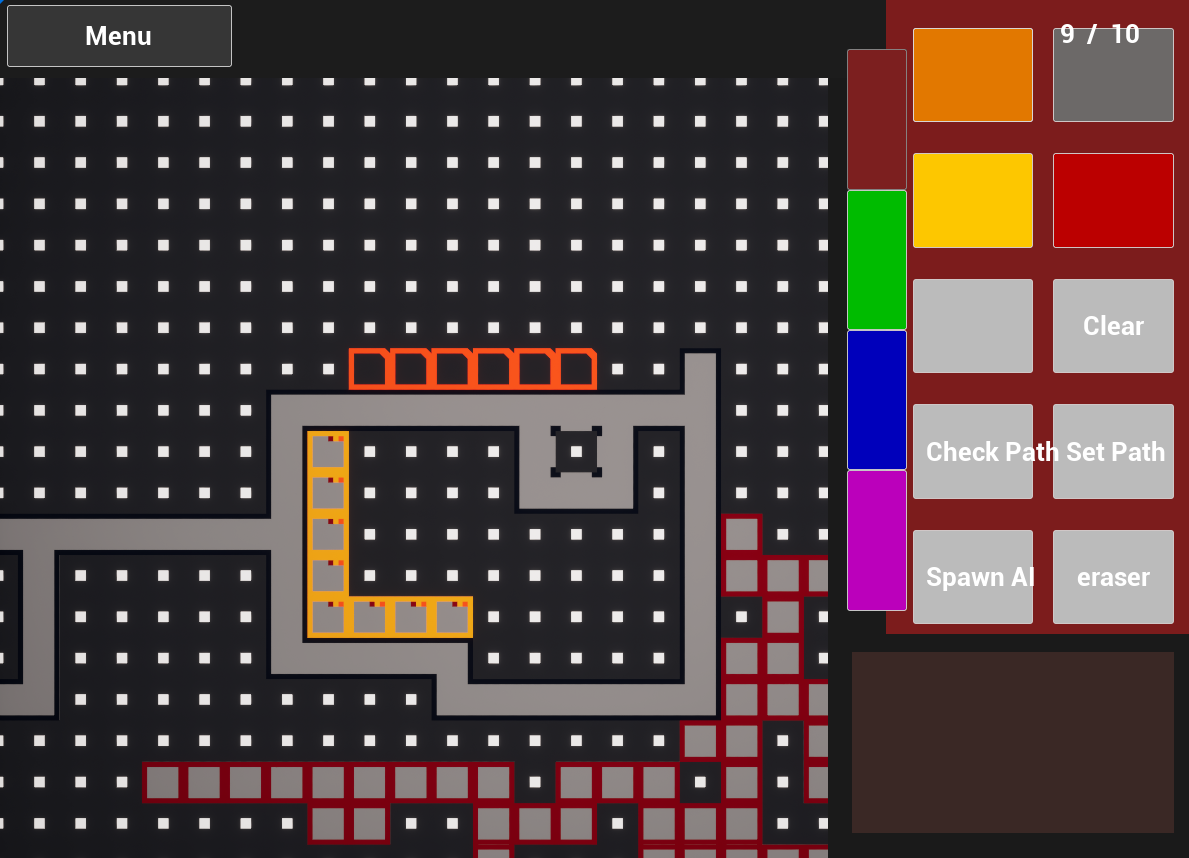 Menu
9 / 10
Clear
Check Path
Set Path
Spawn AI
eraser